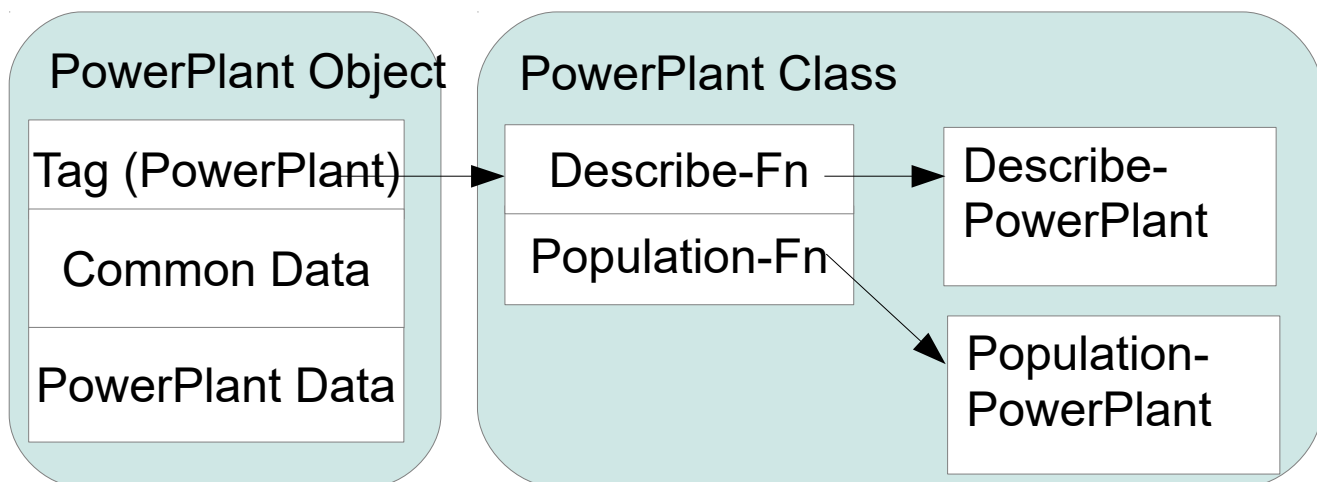 PowerPlant Object
Tag (PowerPlant)
Common Data
PowerPlant Data
PowerPlant Class
Describe-Fn
Population-Fn
Describe-
PowerPlant
Population-
PowerPlant